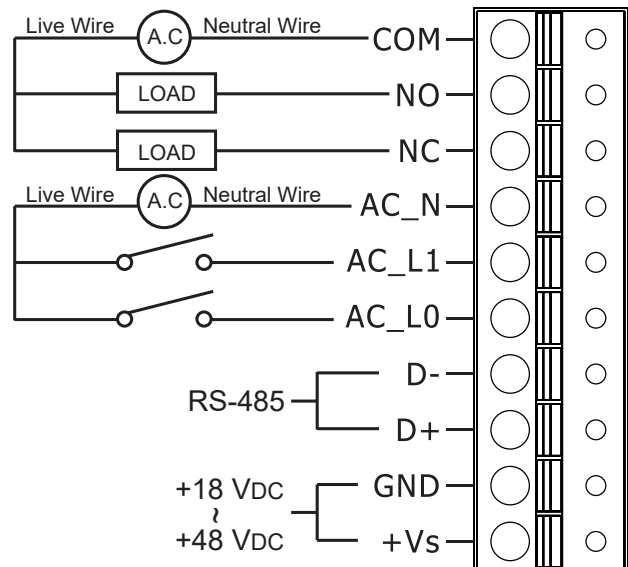 Live Wire A.C Neutral Wire COM
LOAD NO
LOAD NC
Live Wire A.C Neutral Wire AC_N
AC_L1
AC_L0
D-
RS-485
D+
+18 VDC GND
~
+48 VDC +Vs